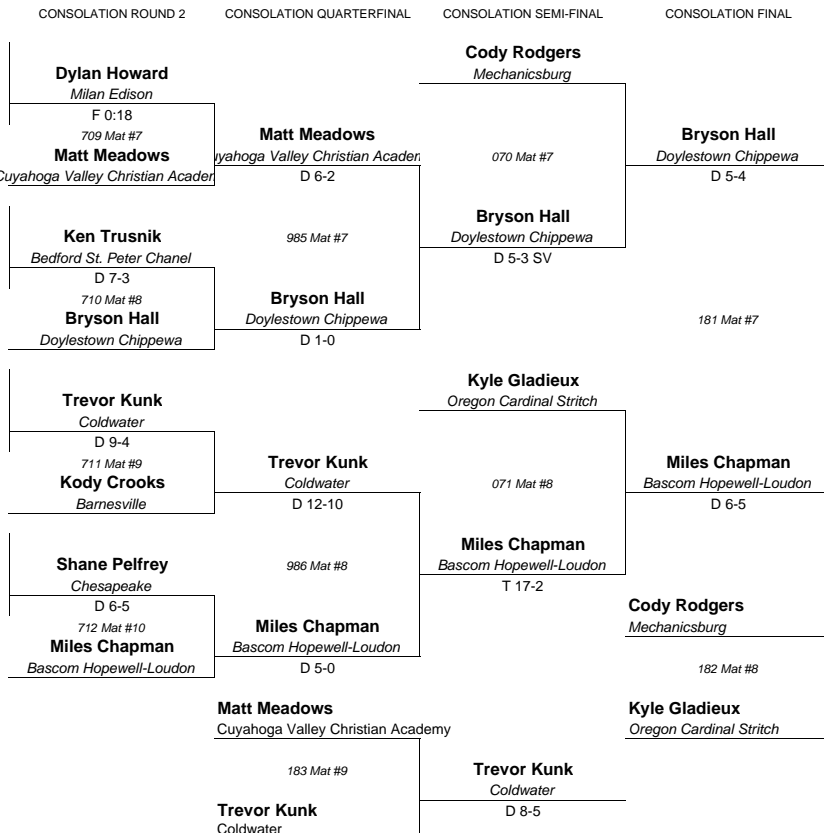 CONSOLATION ROUND 2
CONSOLATION QUARTERFINAL
CONSOLATION SEMI-FINAL
CONSOLATION FINAL
Dylan Howard
Milan Edison
F 0:18
709 Mat #7
Matt Meadows
Cuyahoga Valley Christian Academ
Ken Trusnik
Bedford St. Peter Chanel
D 7-3
710 Mat #8
Bryson Hall
Doylestown Chippewa
Trevor Kunk
Coldwater
D 9-4
711 Mat #9
Kody Crooks
Barnesville
Shane Pelfrey
Chesapeake
D 6-5
712 Mat #10
Miles Chapman
Bascom Hopewell-Loudon
Matt Meadows
uyahoga Valley Christian Academ
D 6-2
985 Mat #7
Bryson Hall
Doylestown Chippewa
D 1-0
Trevor Kunk
Coldwater
D 12-10
986 Mat #8
Miles Chapman
Bascom Hopewell-Loudon
D 5-0
Matt Meadows
Cuyahoga Valley Christian Academy
183 Mat #9
Trevor Kunk
Coldwater
Cody Rodgers
Mechanicsburg
070 Mat #7
Bryson Hall
Doylestown Chippewa
D 5-3 SV
Kyle Gladieux
Oregon Cardinal Stritch
071 Mat #8
Miles Chapman
Bascom Hopewell-Loudon
T 17-2
Trevor Kunk
Coldwater
D 8-5
Bryson Hall
Doylestown Chippewa
D 5-4
181 Mat #7
Miles Chapman
Bascom Hopewell-Loudon
D 6-5
Cody Rodgers
Mechanicsburg
182 Mat #8
Kyle Gladieux
Oregon Cardinal Stritch